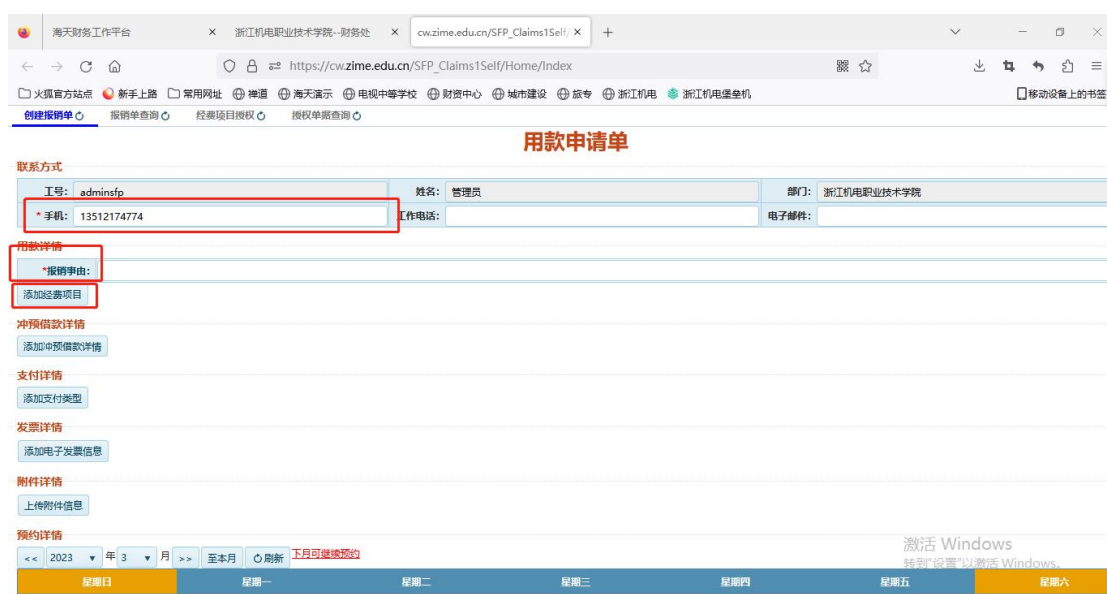 海天财务工作平台 × 浙江机电职业技术学院--财务处 × cw.zime.edu.cn/SFP_Claims1Self/ × +
https://cw.zime.edu.cn/SFP_Claims1Self/Home/Index
火狐官方站点 新手上路 常用网址 禅道 海天演示 电视中等学校 财资中心 城市建设 旅专 浙江机电 浙江机电堡垒机 移动设备上的书签
创建报销单 报销单查询 经费项目授权 授权单据查询
用款申请单
联系方式
工号: adminsfp 姓名: 管理员 部门: 浙江机电职业技术学院
* 手机: 13512174774 工作电话: 电子邮件:
用款详情
*报销事由:
添加经费项目
冲预借款详情
添加冲预借款详情
支付详情
添加支付类型
发票详情
添加电子发票信息
附件详情
上传附件信息
预约详情
<< 2023 年 3 月 >> 至本月 刷新 下月可继续预约
激活 Windows
转到"设置"以激活 Windows。
星期日 星期一 星期二 星期三 星期四 星期五 星期六